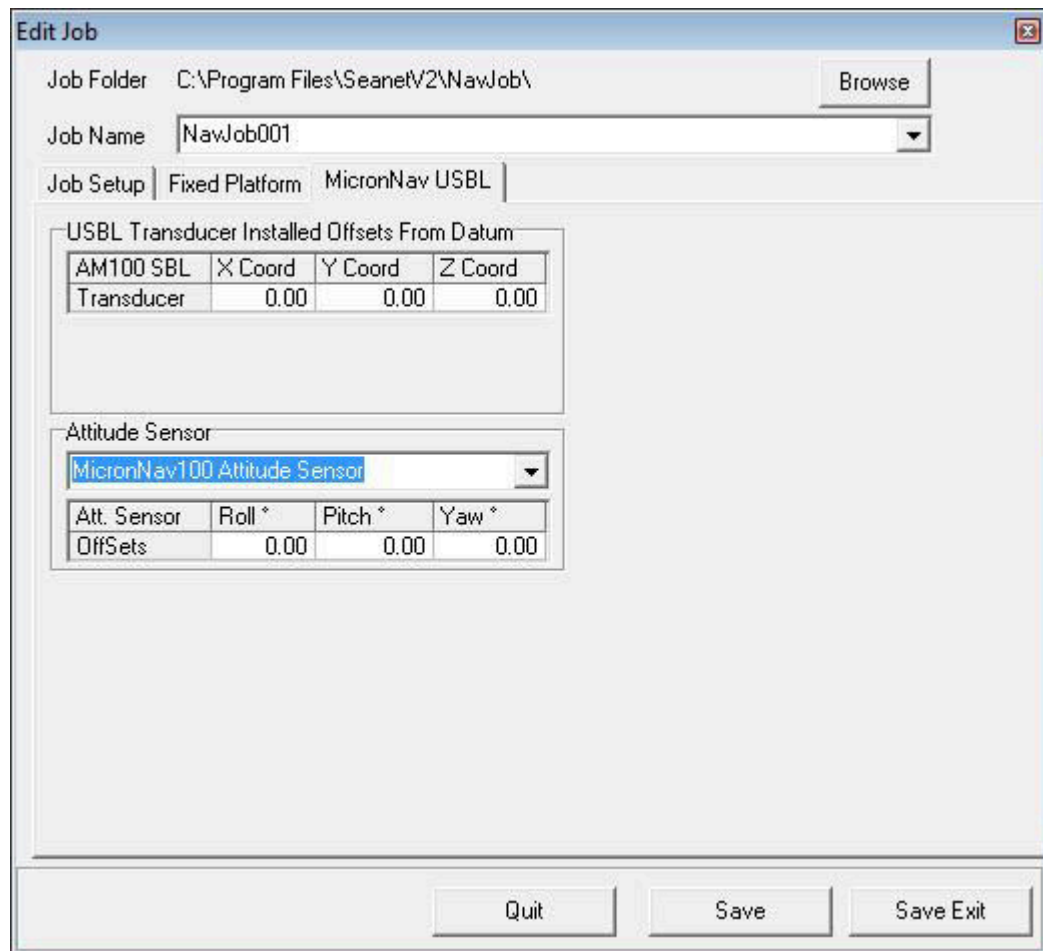 Edit Job
Job Folder C:\Program Files\SeanetV2\NavJob\ Browse
Job Name NavJob001
Job Setup Fixed Platform MicronNav USBL
USBL Transducer Installed Offsets From Datum
AM100 SBL X Coord Y Coord Z Coord
Transducer 0.00 0.00 0.00
Attitude Sensor
MicronNav100 Attitude Sensor
Att. Sensor Roll ° Pitch ° Yaw °
OffSets 0.00 0.00 0.00
Quit Save Save Exit